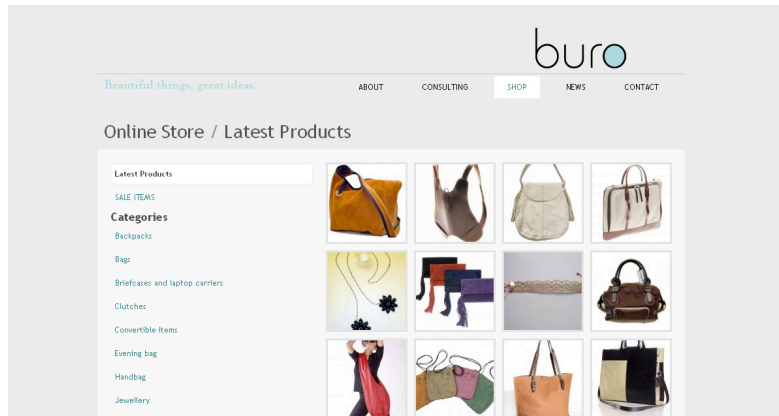 buro
Beautiful things, great ideas.
ABOUT CONSULTING SHOP NEWS CONTACT
Online Store / Latest Products
Latest Products
SALE ITEMS
Categories
Backpacks
Bags
Briefcases and laptop carriers
Clutches
Convertible items
Evening bag
Handbag
Jewellery